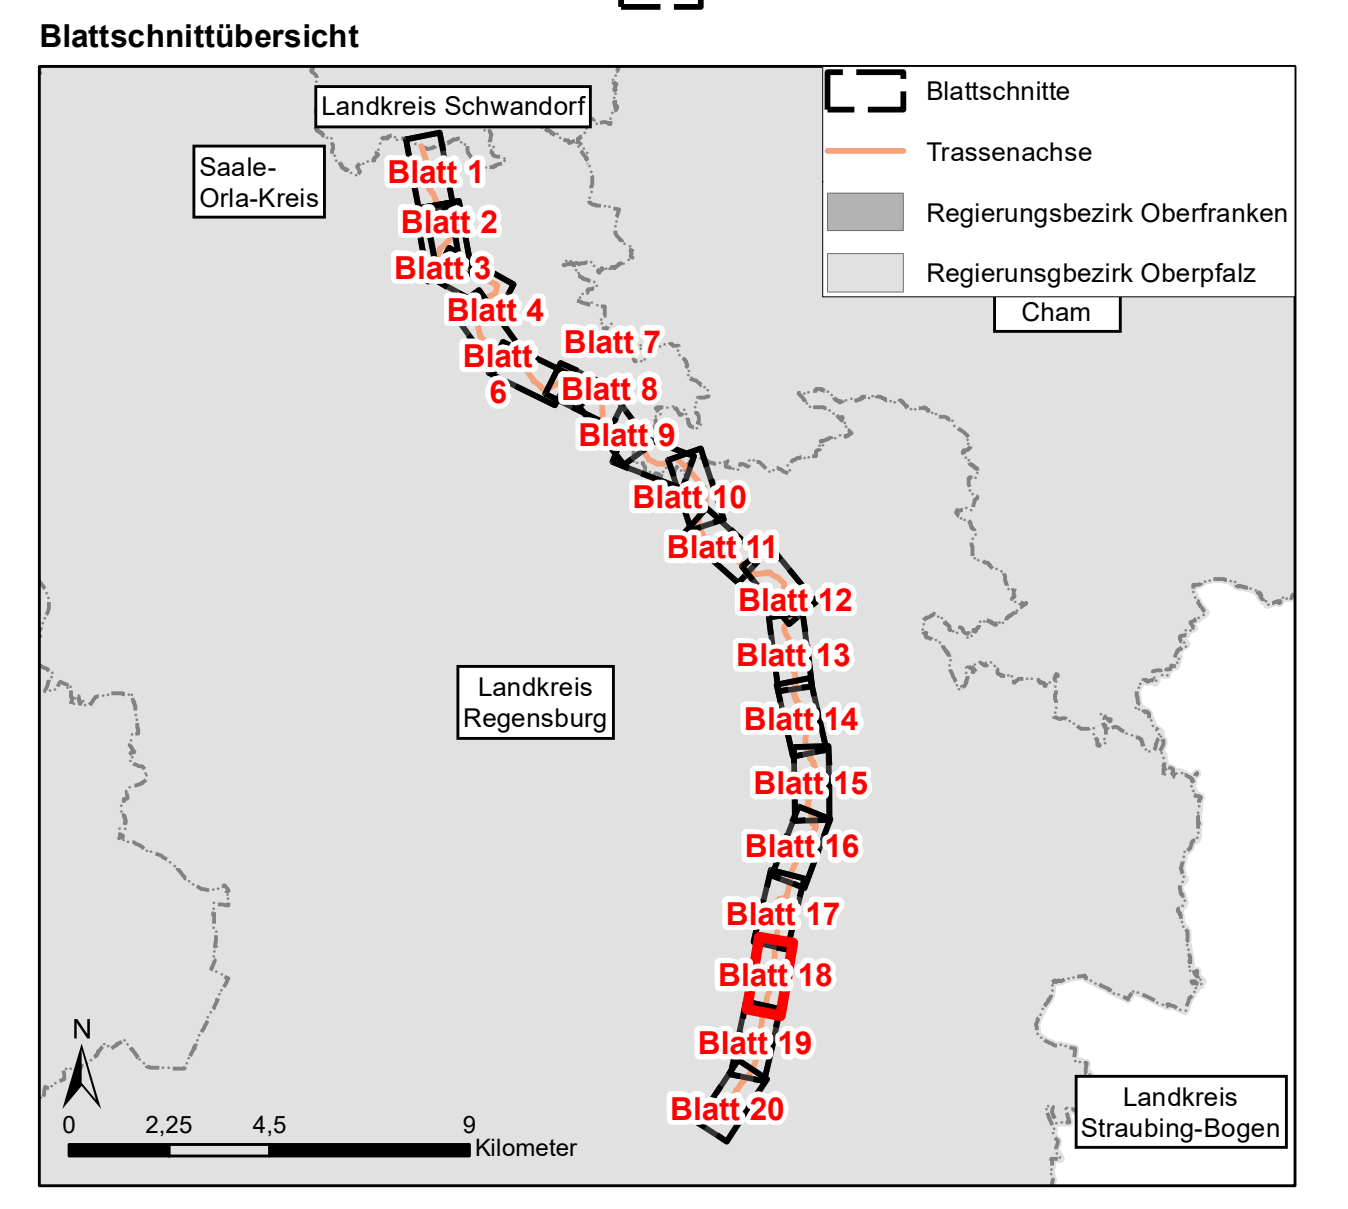 Blattschnittübersicht
Landkreis Schwandorf
Saale-
Orla-Kreis
Blattschnitte
Trassenachse
Regierungsbezirk Oberfranken
Regierunsgbezirk Oberpfalz
Cham
Blatt 1
Blatt 2
Blatt 3
Blatt 4
Blatt
6
Blatt 7
Blatt 8
Blatt 9
Blatt 10
Blatt 11
Blatt 12
Blatt 13
Blatt 14
Blatt 15
Blatt 16
Blatt 17
Blatt 18
Blatt 19
Blatt 20
Landkreis
Regensburg
Landkreis
Straubing-Bogen
N
0 2,25 4,5 9
Kilometer